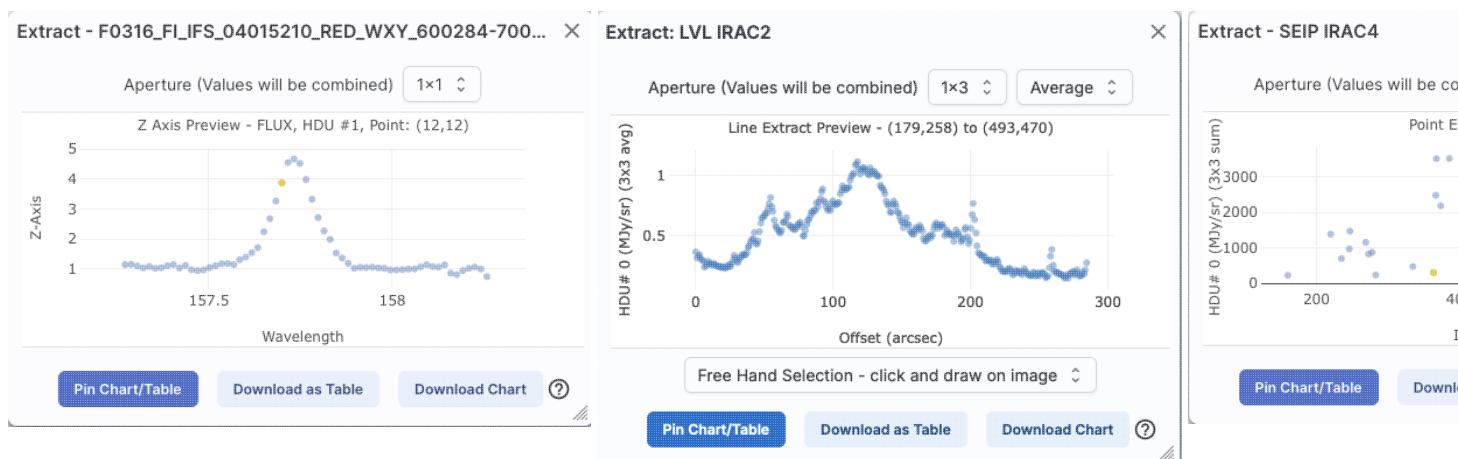 Extract - F0316_FI_IFS_04015210_RED_WXY_600284-700...
Aperture (Values will be combined) 1×1
Z Axis Preview - FLUX, HDU #1, Point: (12,12)
5
4
3
2
1
Z-Axis
157.5 158
Wavelength
Pin Chart/Table Download as Table Download Chart
Extract: LVL IRAC2
Aperture (Values will be combined) 1×3 Average
Line Extract Preview - (179,258) to (493,470)
HDU# 0 (MJy/sr) (3x3 avg)
1
0.5
0 100 200 300
Offset (arcsec)
Free Hand Selection - click and draw on image
Pin Chart/Table Download as Table Download Chart
Extract - SEIP IRAC4
Aperture (Values will be co
Point E
HDU# 0 (MJy/sr) (3x3 sum)
3000
2000
1000
0
200 40
Pin Chart/Table Downl